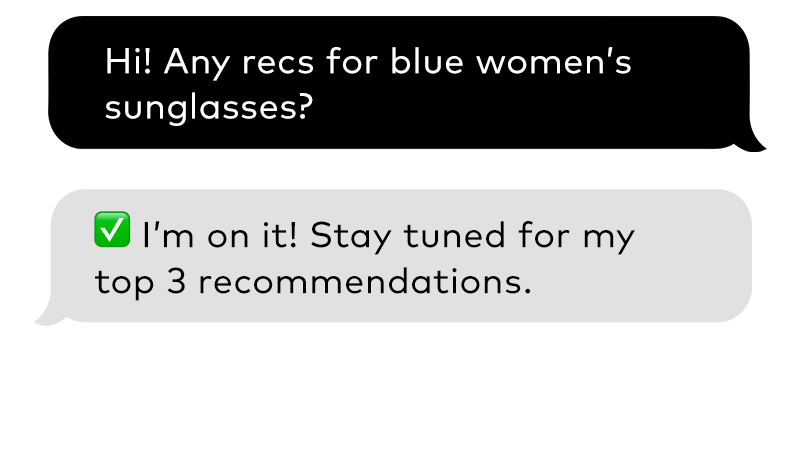 Hi! Any recs for blue women’s
sunglasses?
✅ I’m on it! Stay tuned for my
top 3 recommendations.